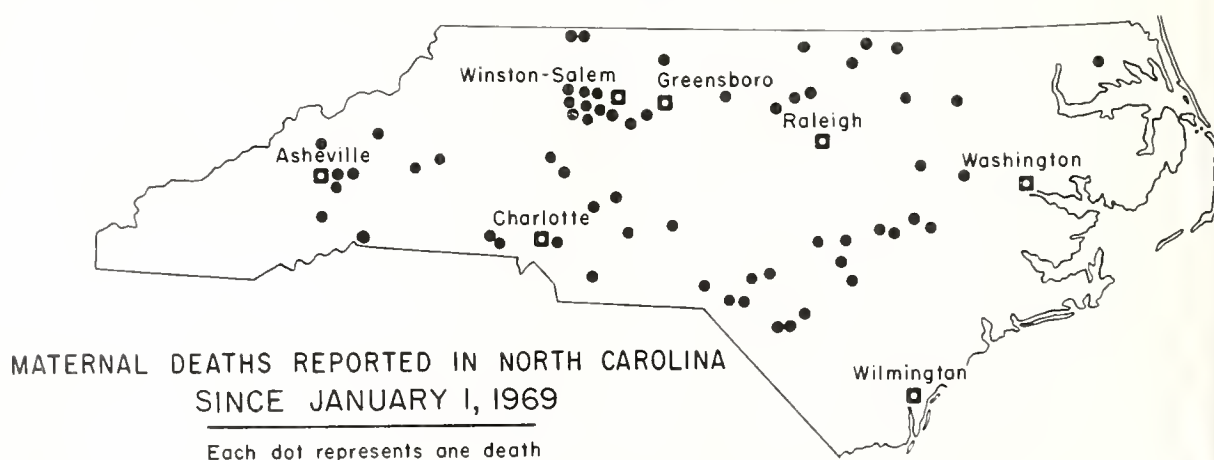 Winston-Salem
Greensboro
Raleigh
Asheville
Washington
Charlotte
MATERNAL DEATHS REPORTED IN NORTH CAROLINA
SINCE JANUARY 1, 1969
Wilmington
Each dot represents one death